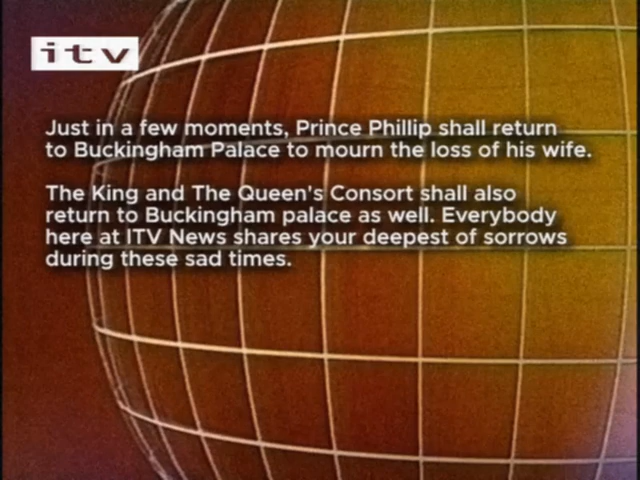 itv
Just in a few moments, Prince Phillip shall return
to Buckingham Palace to mourn the loss of his wife.
The King and The Queen's Consort shall also
return to Buckingham palace as well. Everybody
here at ITV News shares your deepest of sorrows
during these sad times.